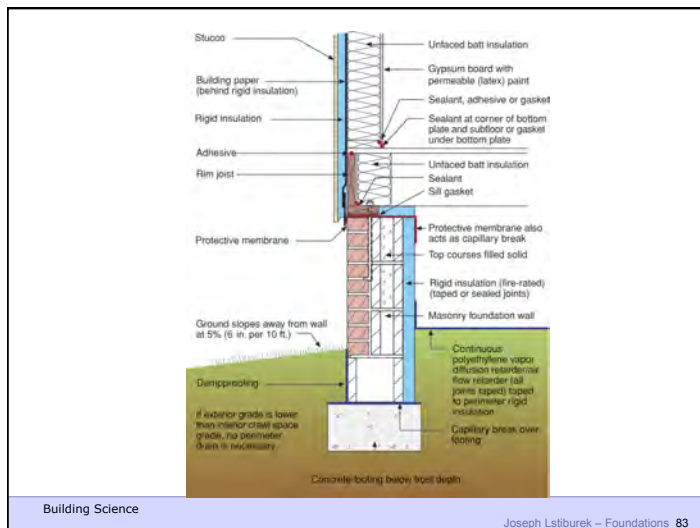 Stucco
Building paper
(behind rigid insulation)
Rigid insulation
Adhesive
Rim joist
Protective membrane
Ground slopes away from wall
at 5% (6 in. per 10 ft.)
Dampproofing
If exterior grade is lower
than interior crawl space
grade, no perimeter
drain is necessary
Unfaced batt insulation
Gypsum board with
permeable (latex) paint
Sealant, adhesive or gasket
Sealant at corner of bottom
plate and subfloor or gasket
under bottom plate
Unfaced batt insulation
Sealant
Sill gasket
Protective membrane also
acts as capillary break
Top courses filled solid
Rigid insulation (fire-rated)
(taped or sealed joints)
Masonry foundation wall
Continuous
polyethylene vapor
diffusion retarder/air
flow retarder (all
joints taped) taped
to perimeter rigid
insulation
Capillary break over
footing
Concrete footing below frost depth
Building Science
Joseph Lstiburek – Foundations 83